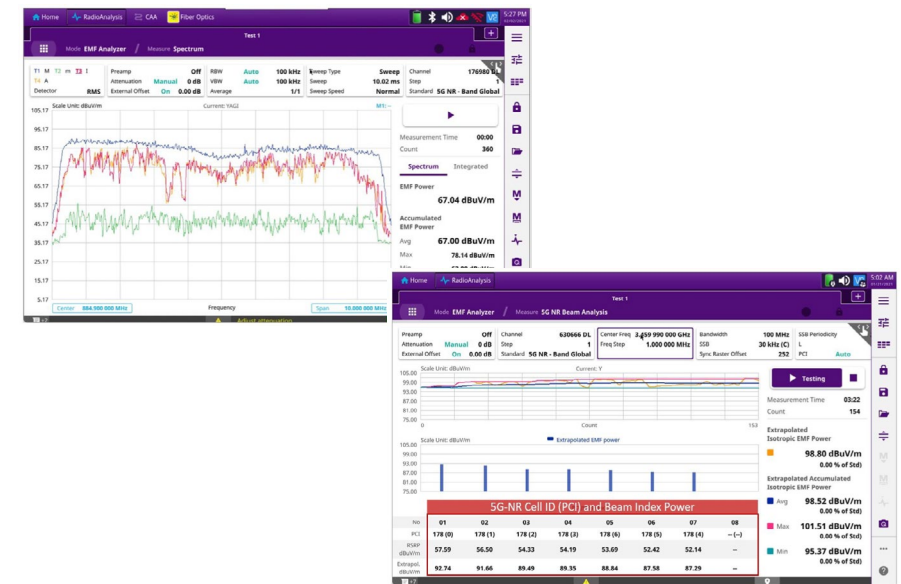 Home RadioAnalysis CAA Fiber Optics 5:27 PM
Test 1
Mode EMF Analyzer / Measure Spectrum
T1 M T2 m T3 I Preamp Off RBW Auto 100 kHz Sweep Type Sweep Channel 176980 DL
T4 A Attenuation Manual 0 dB VBW Auto 100 kHz Sweep 10.02 ms Step 1
Detector RMS External Offset On 0.00 dB Average 1/1 Sweep Speed Normal Standard 5G NR - Band Global
Scale Unit: dBuV/m Current: YAGI M1: --
105.17
95.17
85.17
75.17
65.17
55.17
45.17
35.17
25.17
15.17
5.17
Measurement Time 00:00
Count 360
Spectrum Integrated
EMF Power
67.04 dBuV/m
Accumulated
EMF Power
Avg 67.00 dBuV/m
Max 78.14 dBuV/m
Center 884.900 000 MHz Frequency Span 10.000 000 MHz
Adjust attenuation
Home RadioAnalysis 5:02 AM
Test 1
Mode EMF Analyzer / Measure 5G NR Beam Analysis
Preamp Off Channel 630666 DL Center Freq 3.459 990 000 GHz Bandwidth 100 MHz SSB Periodicity
Attenuation Manual 0 dB Step 1 Freq Step 1.000 000 MHz SSB 30 kHz (C) L
External Offset On 0.00 dB Standard 5G NR - Band Global Sync Raster Offset 252 PCI Auto
Scale Unit: dBuV/m Current: Y
105.00
99.00
93.00
87.00
81.00
75.00
0 Count 153
Scale Unit: dBuV/m Extrapolated EMF power
105.00
99.00
93.00
87.00
81.00
75.00
5G-NR Cell ID (PCI) and Beam Index Power
No 01 02 03 04 05 06 07 08
PCI 178 (0) 178 (1) 178 (2) 178 (3) 178 (6) 178 (5) 178 (4) -- (--)
RSRP
dBuV/m 57.59 56.50 54.33 54.19 53.69 52.42 52.14 --
Extrapol.
dBuV/m 92.74 91.66 89.49 89.35 88.84 87.58 87.29 --
Testing
Measurement Time 03:22
Count 154
Extrapolated
Isotropic EMF Power
98.80 dBuV/m
0.00 % of Std)
Extrapolated Accumulated
Isotropic EMF Power
Avg 98.52 dBuV/m
0.00 % of Std)
Max 101.51 dBuV/m
0.00 % of Std)
Min 95.37 dBuV/m
0.00 % of Std)